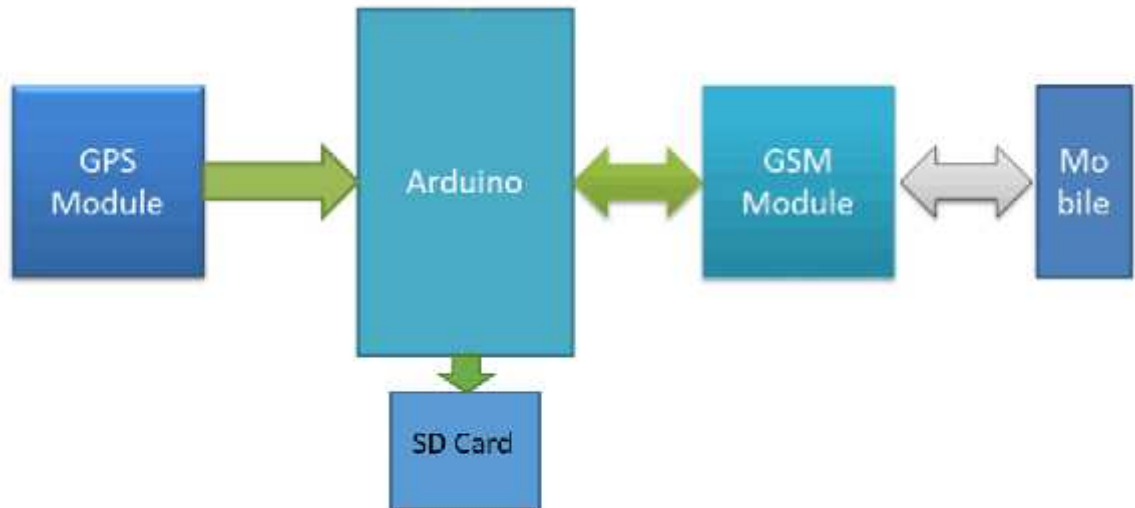 GPS
Module
Arduino
GSM
Module
Mo
bile
SD Card